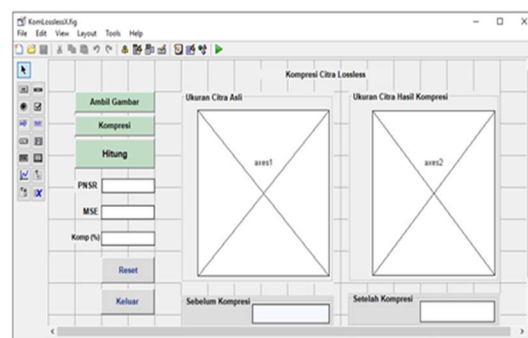 KomLosslessX.fig
File Edit View Layout Tools Help
Kompresi Citra Lossless
Ambil Gambar
Kompresi
Hitung
PNSR
MSE
Komp (%)
Reset
Keluar
Ukuran Citra Asli
axes1
Sebelum Kompresi
Ukuran Citra Hasil Kompresi
axes2
Setelah Kompresi